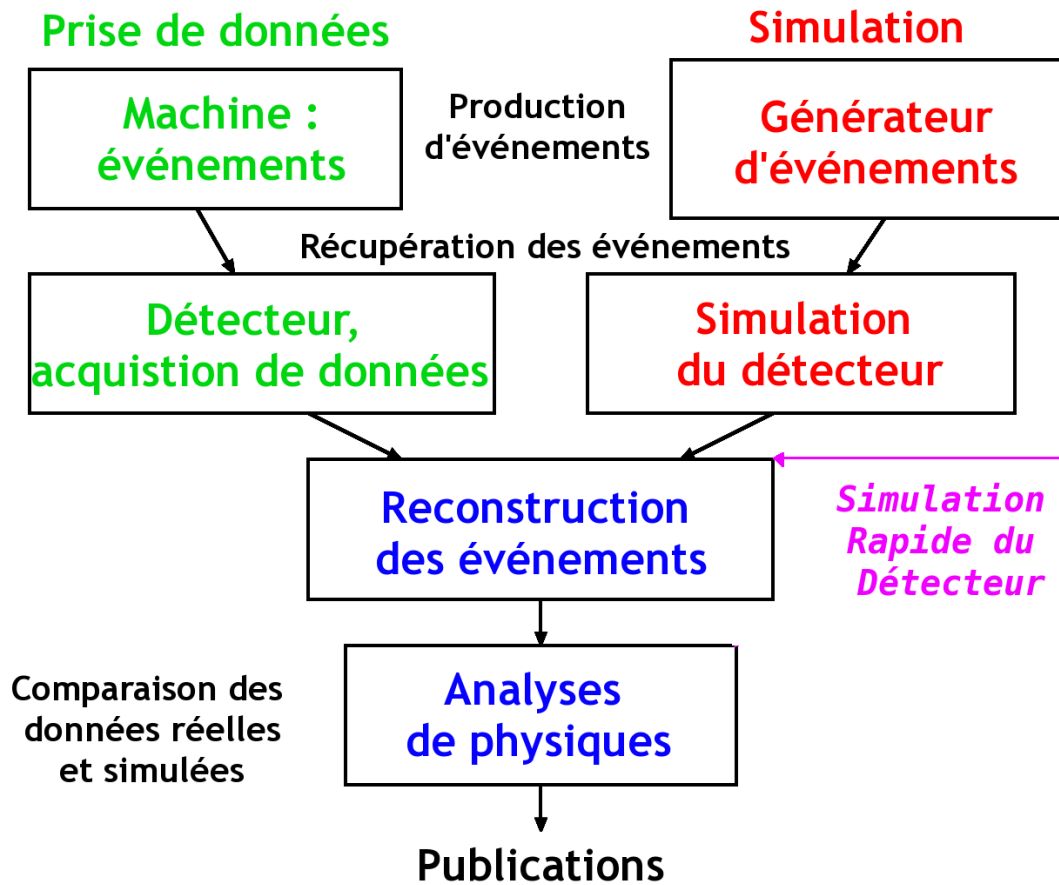 Prise de données
Simulation
Machine :
événements
Production
d'événements
Générateur
d'événements
Récupération des événements
Détecteur,
acquistion de données
Simulation
du détecteur
Reconstruction
des événements
Simulation
Rapide du
Détecteur
Comparaison des
données réelles
et simulées
Analyses
de physiques
Publications